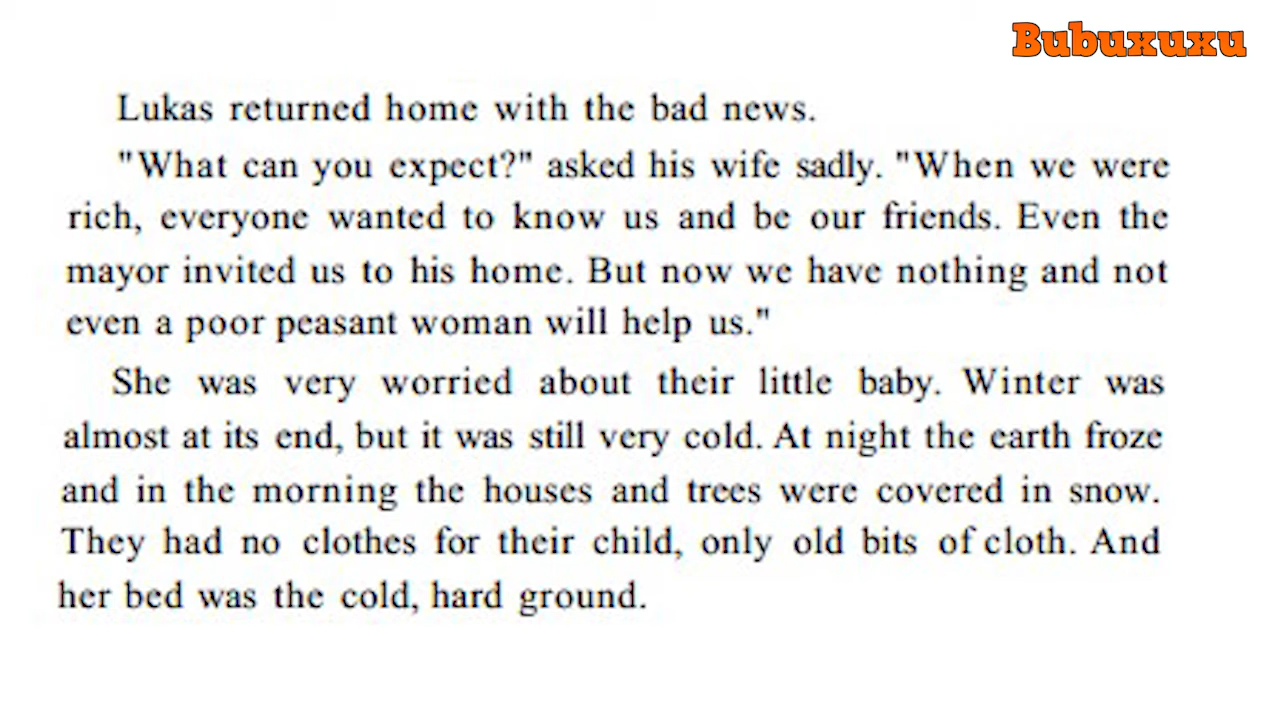 Bubuxuxu
Lukas returned home with the bad news.
"What can you expect?" asked his wife sadly. "When we were
rich, everyone wanted to know us and be our friends. Even the
mayor invited us to his home. But now we have nothing and not
even a poor peasant woman will help us."
She was very worried about their little baby. Winter was
almost at its end, but it was still very cold. At night the earth froze
and in the morning the houses and trees were covered in snow.
They had no clothes for their child, only old bits of cloth. And
her bed was the cold, hard ground.